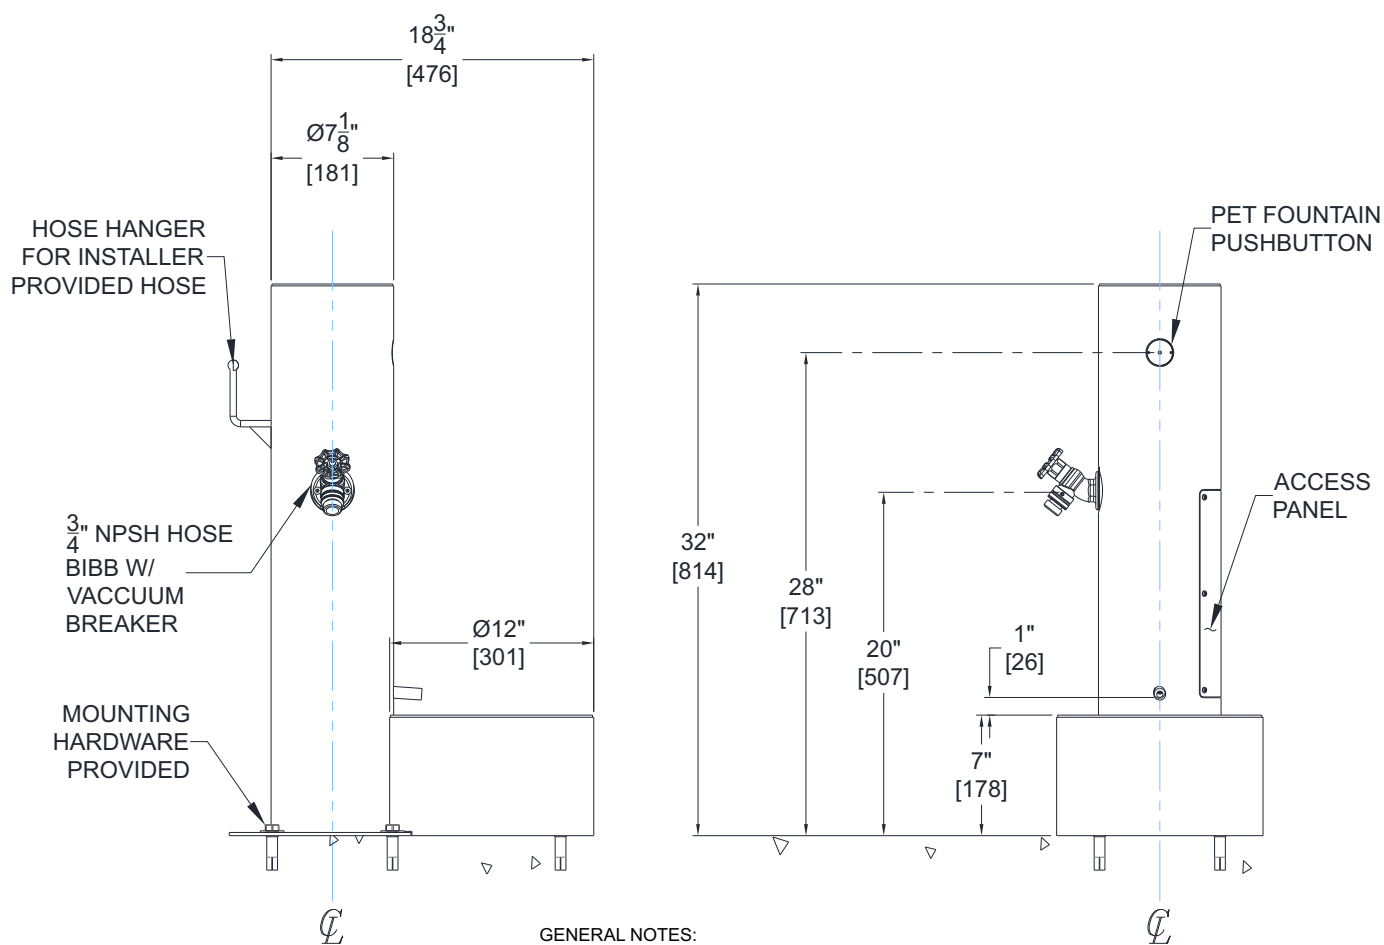 18 3/4"
[476]
Ø7 1/8"
[181]
HOSE HANGER
FOR INSTALLER
PROVIDED HOSE
3/4" NPSH HOSE
BIBB W/
VACCUUM
BREAKER
Ø12"
[301]
MOUNTING
HARDWARE
PROVIDED
℄
PET FOUNTAIN
PUSHBUTTON
ACCESS
PANEL
32"
[814]
28"
[713]
20"
[507]
1"
[26]
7"
[178]
℄
GENERAL NOTES: